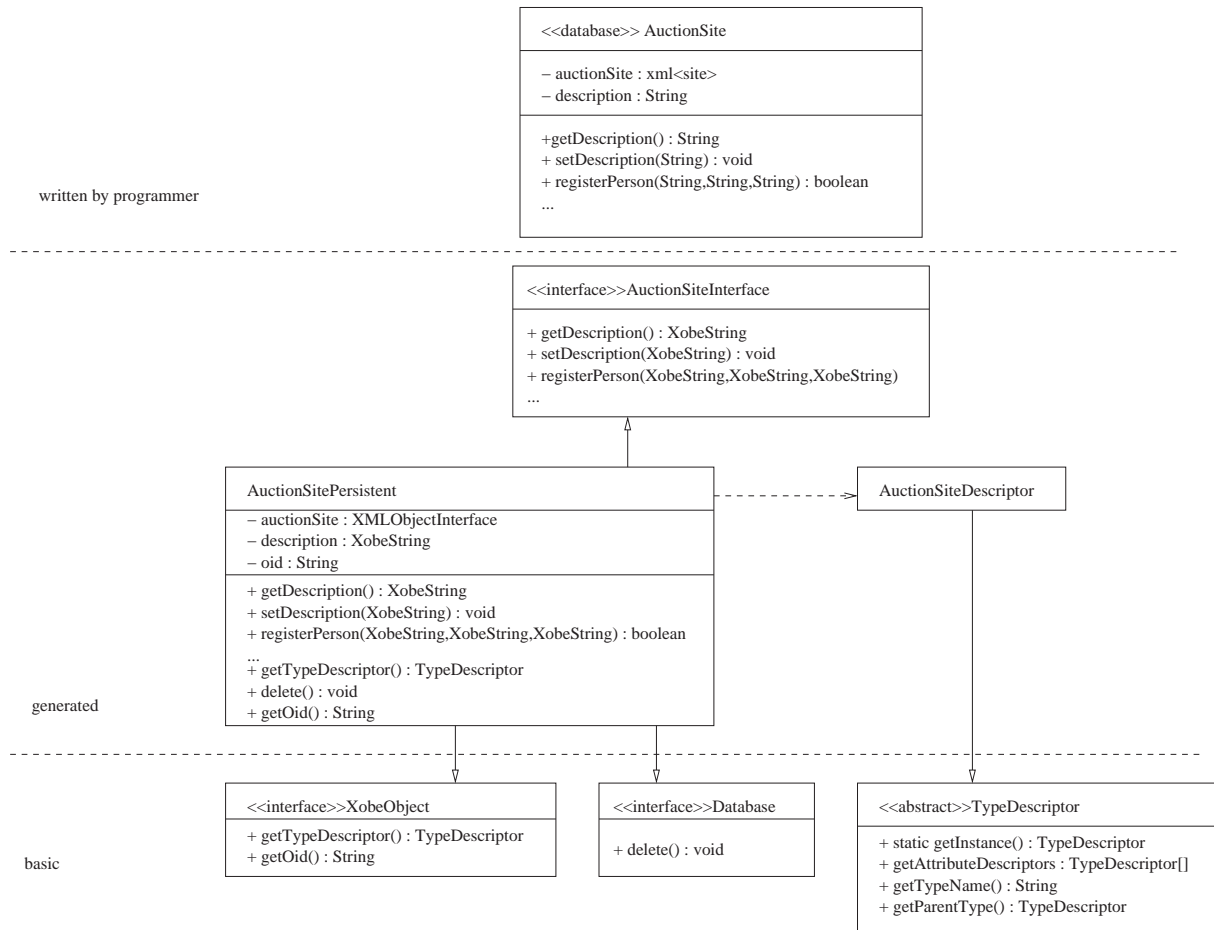 <<database>> AuctionSite
– auctionSite : xml<site>
– description : String
+getDescription() : String
+ setDescription(String) : void
+ registerPerson(String,String,String) : boolean
...
written by programmer
<<interface>>AuctionSiteInterface
+ getDescription() : XobeString
+ setDescription(XobeString) : void
+ registerPerson(XobeString,XobeString,XobeString)
...
AuctionSitePersistent
– auctionSite : XMLObjectInterface
– description : XobeString
– oid : String
+ getDescription() : XobeString
+ setDescription(XobeString) : void
+ registerPerson(XobeString,XobeString,XobeString) : boolean
...
+ getTypeDescriptor() : TypeDescriptor
+ delete() : void
+ getOid() : String
AuctionSiteDescriptor
generated
<<interface>>XobeObject
+ getTypeDescriptor() : TypeDescriptor
+ getOid() : String
<<interface>>Database
+ delete() : void
<<abstract>>TypeDescriptor
+ static getInstance() : TypeDescriptor
+ getAttributeDescriptors : TypeDescriptor[]
+ getTypeName() : String
+ getParentType() : TypeDescriptor
basic